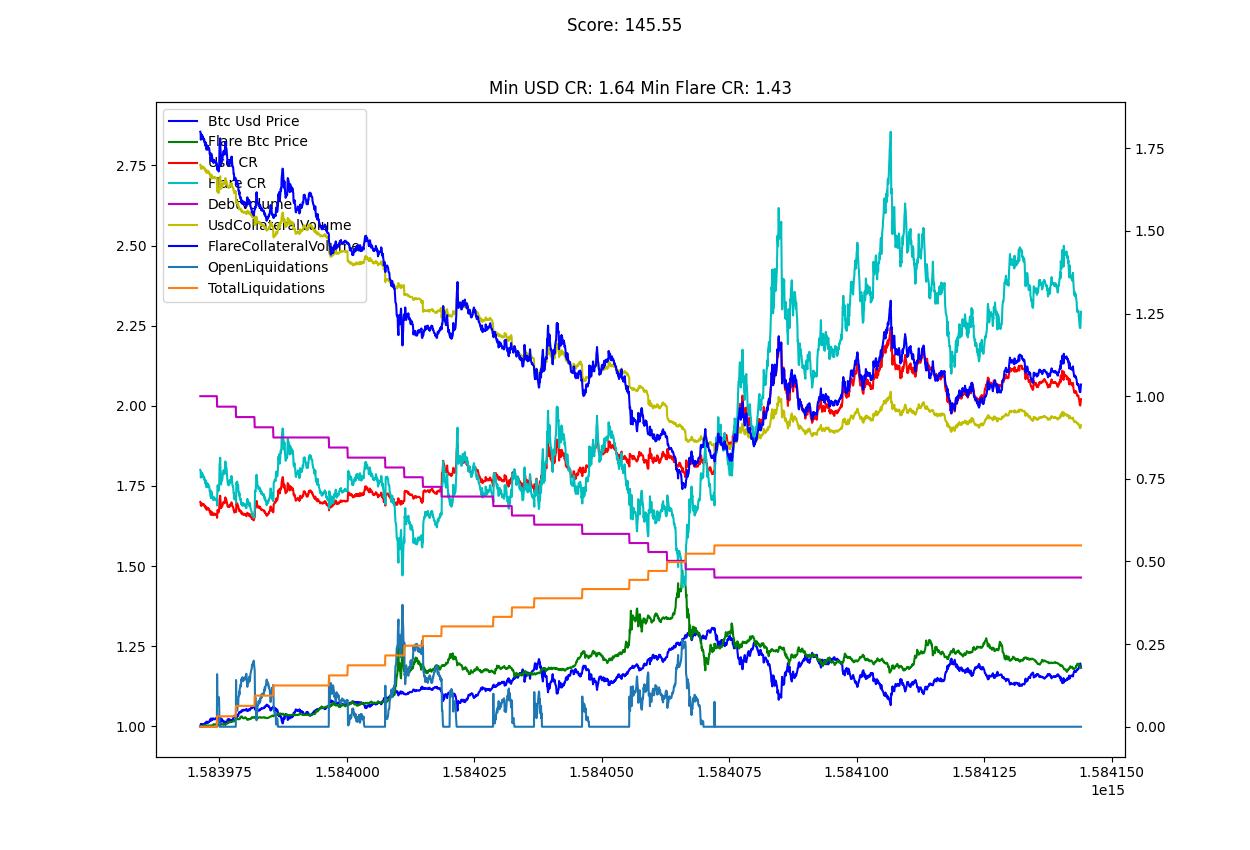 Score: 145.55
Min USD CR: 1.64 Min Flare CR: 1.43
Btc Usd Price
Flare Btc Price
Usd CR
Flare CR
DebtVolume
UsdCollateralVolume
FlareCollateralVolume
OpenLiquidations
TotalLiquidations
2.75
2.50
2.25
2.00
1.75
1.50
1.25
1.00
1.75
1.50
1.25
1.00
0.75
0.50
0.25
0.00
1.583975
1.584000
1.584025
1.584050
1.584075
1.584100
1.584125
1.584150
1e15